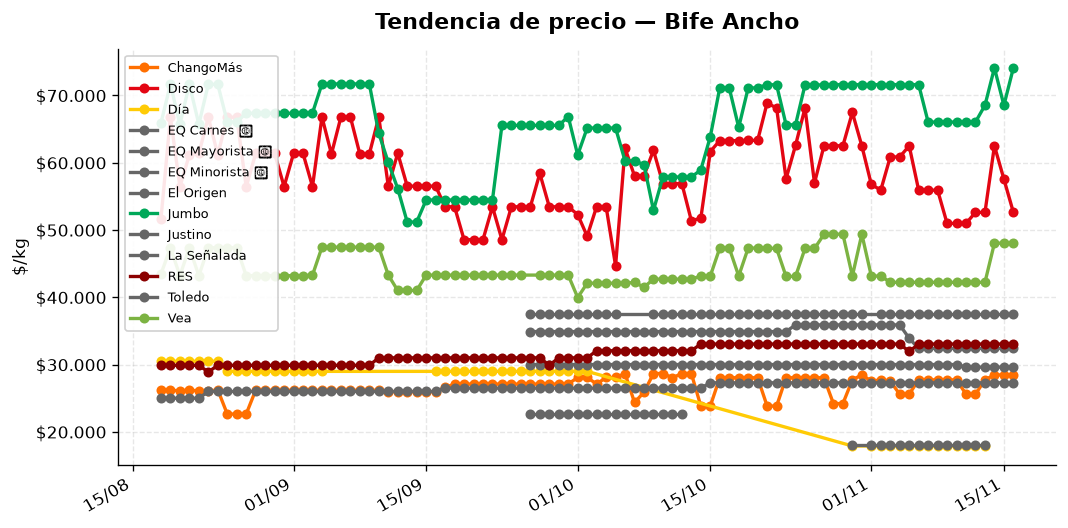 Tendencia de precio — Bife Ancho
$/kg
$70.000
$60.000
$50.000
$40.000
$30.000
$20.000
ChangoMás
Disco
Día
EQ Carnes
EQ Mayorista
EQ Minorista
El Origen
Jumbo
Justino
La Señalada
RES
Toledo
Vea
15/08
01/09
15/09
01/10
15/10
01/11
15/11